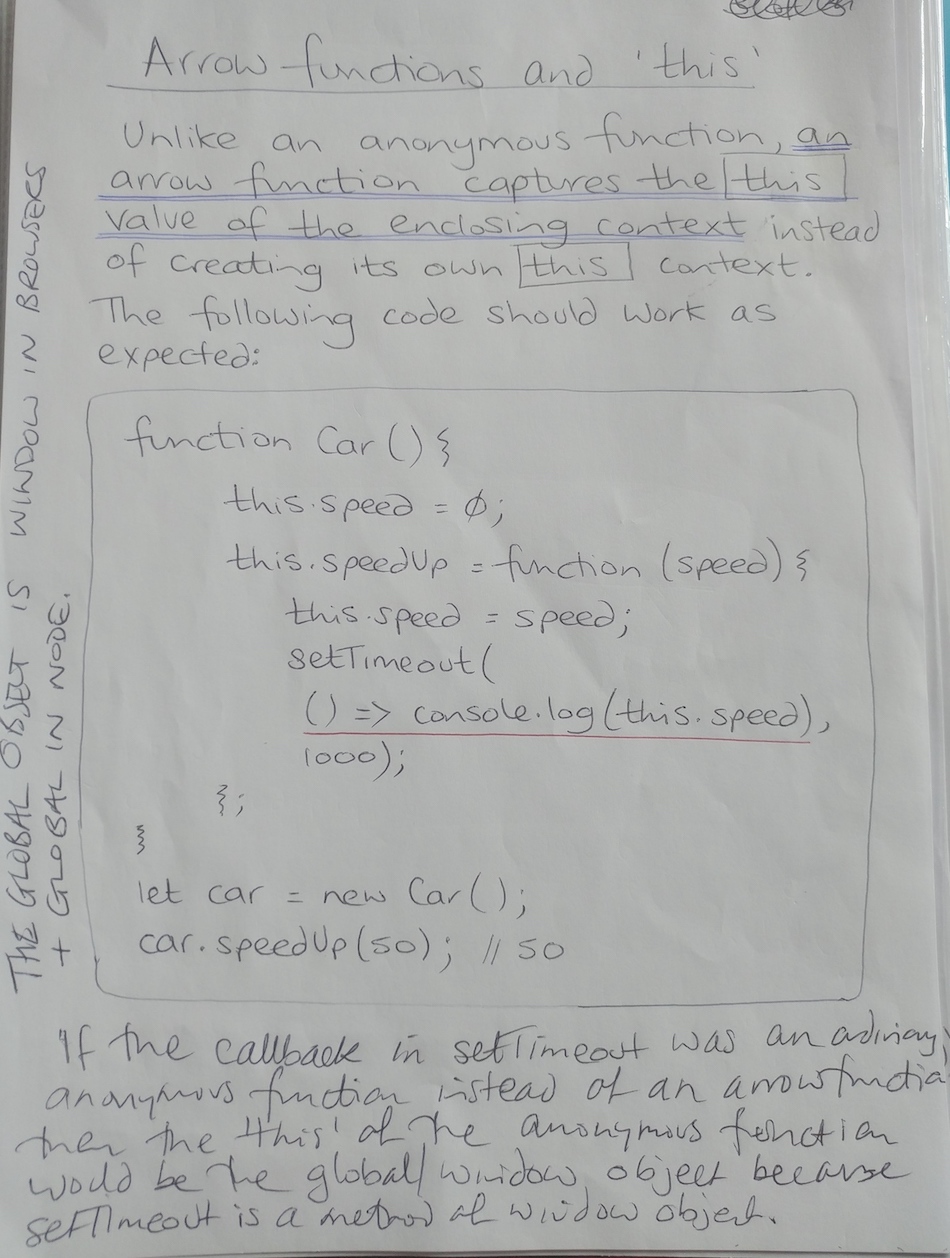 Arrow functions and 'this'
Unlike an anonymous function, an
arrow function captures the this
value of the enclosing context instead
of creating its own this context.
The following code should work as
expected:
function Car () {
this.speed = 0;
this.speedUp = function (speed) {
this.speed = speed;
setTimeout(
() => console.log(this.speed),
1000);
};
}
let car = new Car();
car.speedUp(50); // 50
If the callback in setTimeout was an ordinary
anonymous function instead of an arrow function
then the 'this' of the anonymous function
would be the global/window object because
setTimeout is a method of window object.
THE GLOBAL OBJECT IS WINDOW IN BROWSERS
+ GLOBAL IN NODE.